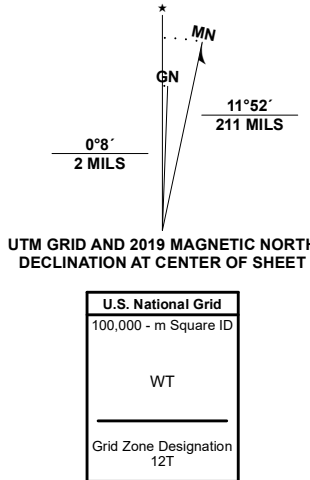 ★
MN
GN
11°52´
211 MILS
0°8´
2 MILS
UTM GRID AND 2019 MAGNETIC NORTH
DECLINATION AT CENTER OF SHEET
U.S. National Grid
100,000 - m Square ID
WT
Grid Zone Designation
12T